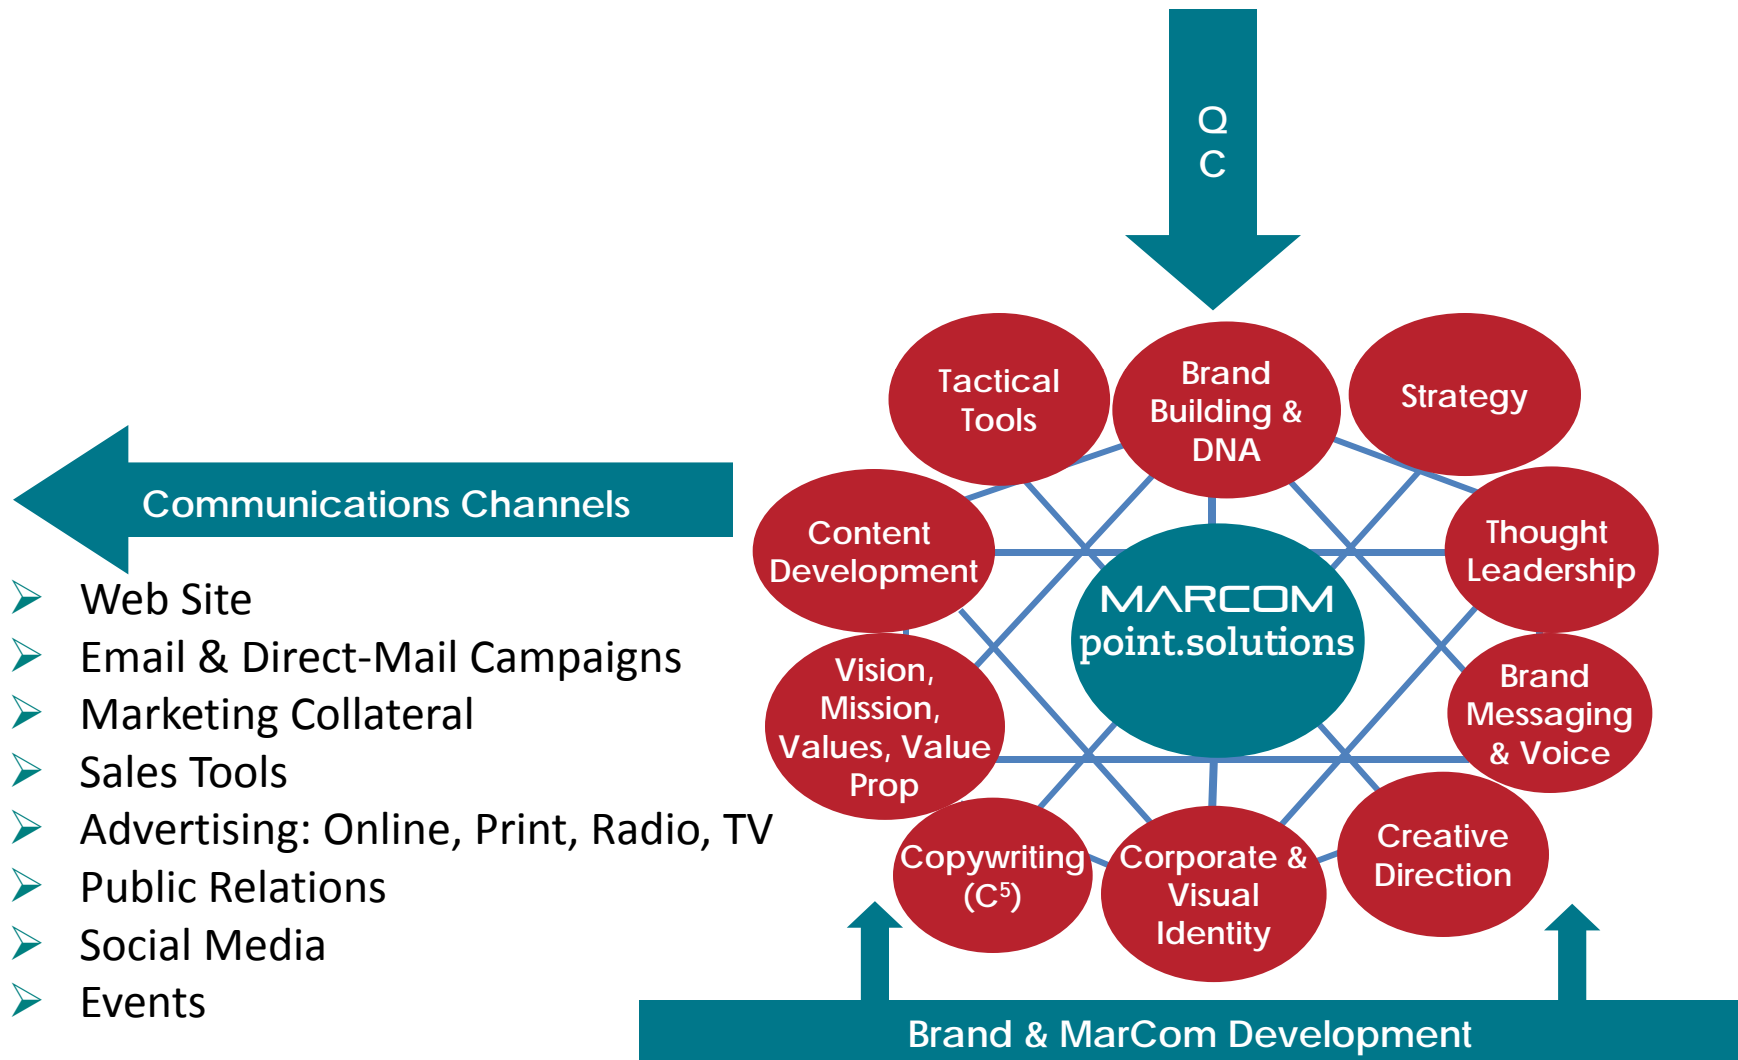 Q
C
Tactical
Tools
Brand
Building &
DNA
Strategy
Communications Channels
Content
Development
Thought
Leadership
MARCOM
point.solutions
Web Site
Email & Direct-Mail Campaigns
Marketing Collateral
Sales Tools
Advertising: Online, Print, Radio, TV
Public Relations
Social Media
Events
Vision,
Mission,
Values, Value
Prop
Brand
Messaging
& Voice
Copywriting
(C⁵)
Corporate &
Visual
Identity
Creative
Direction
Brand & MarCom Development